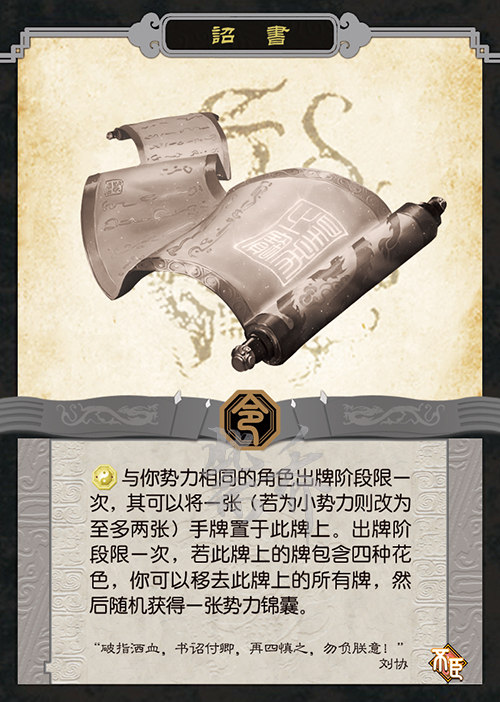 詔書
令
与你势力相同的角色出牌阶段限一
次，其可以将一张（若为小势力则改为
至多两张）手牌置于此牌上。出牌阶
段限一次，若此牌上的牌包含四种花
色，你可以移去此牌上的所有牌，然
后随机获得一张势力锦囊。
“破指洒血，书诏付卿，再四慎之，勿负朕意！”
刘协
不臣